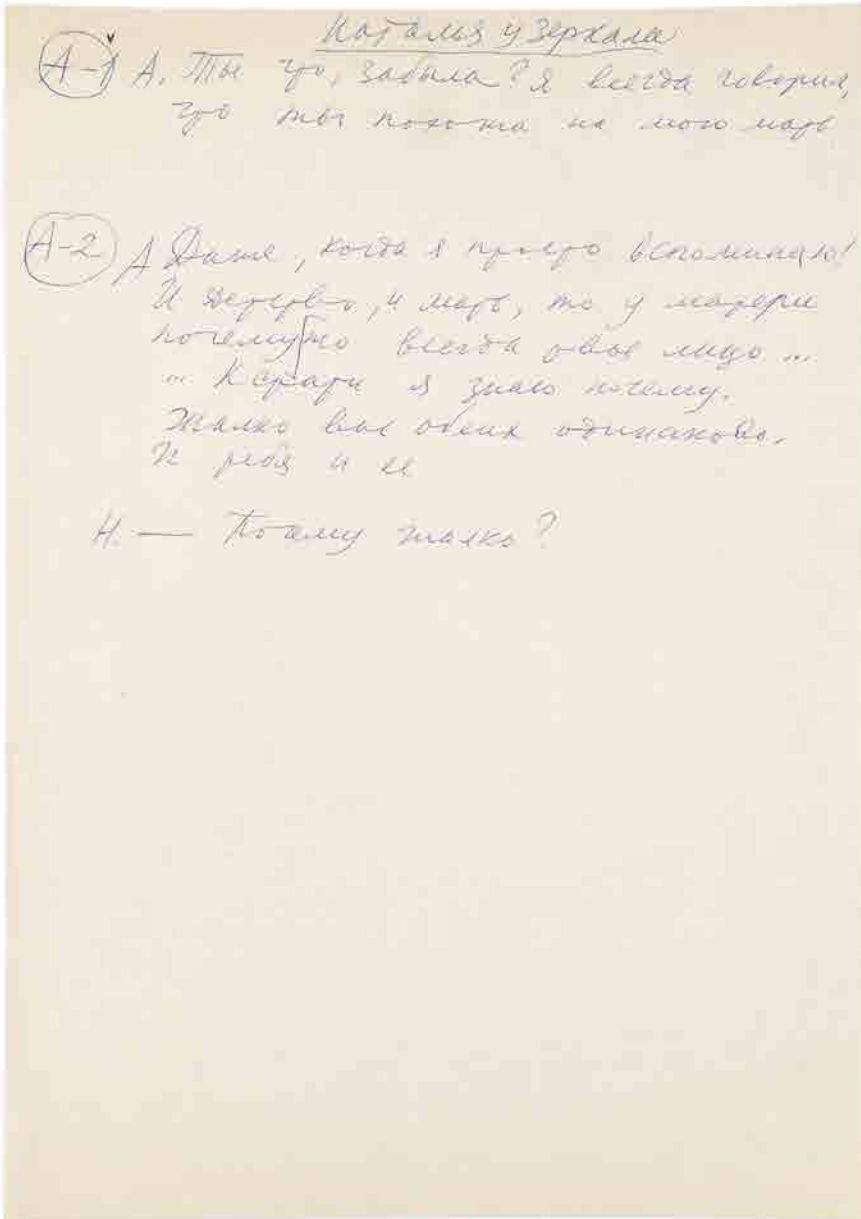 Наталья у зеркала
А-1 А. Ты что, забыла? Я всегда говорил,
что ты похожа на мою мать
А-2 А Даже, когда я просто вспоминаю
И детство, и мать, то у матери
почему-то всегда твое лицо ...
... Кстати я знаю почему.
Жалко вас обеих одинаково.
И тебя и ее
Н. — Почему жалко?